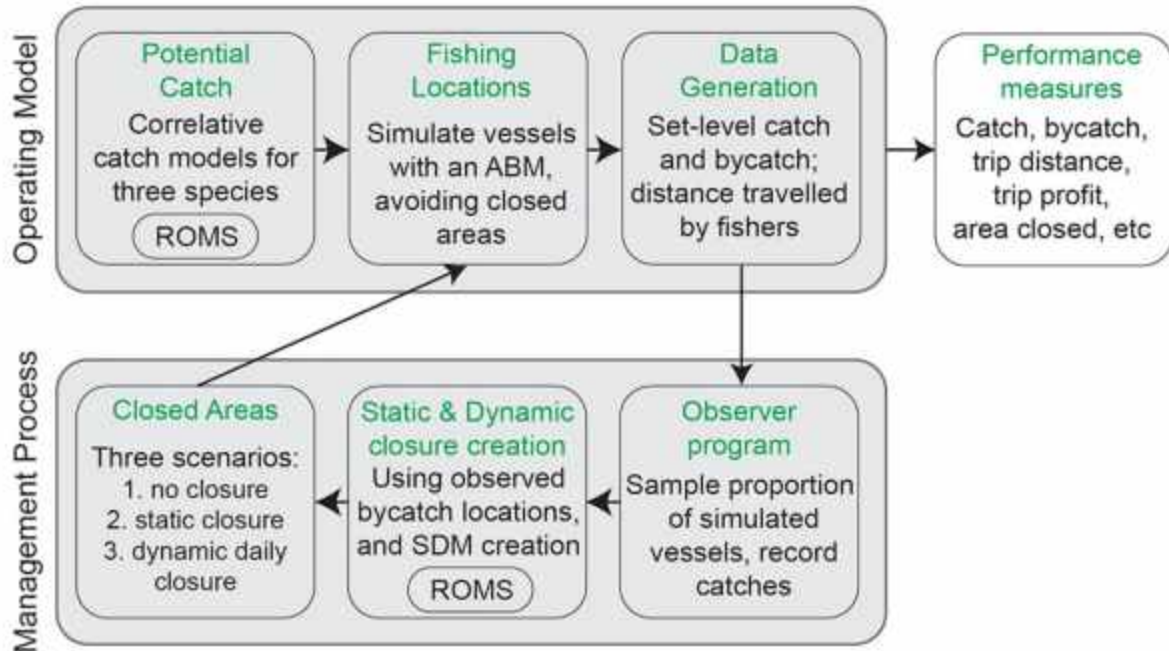 Operating Model
Potential
Catch
Correlative
catch models for
three species
ROMS
Fishing
Locations
Simulate vessels
with an ABM,
avoiding closed
areas
Data
Generation
Set-level catch
and bycatch;
distance travelled
by fishers
Performance
measures
Catch, bycatch,
trip distance,
trip profit,
area closed, etc
Management Process
Closed Areas
Three scenarios:
1. no closure
2. static closure
3. dynamic daily
closure
Static & Dynamic
closure creation
Using observed
bycatch locations,
and SDM creation
ROMS
Observer
program
Sample proportion
of simulated
vessels, record
catches